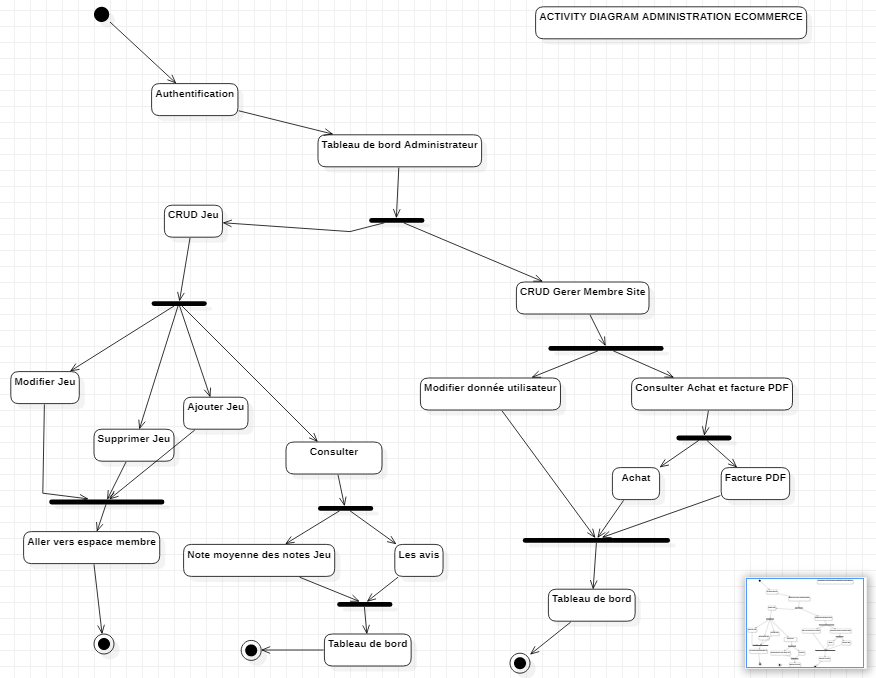 ACTIVITY DIAGRAM ADMINISTRATION ECOMMERCE
Authentification
Tableau de bord Administrateur
CRUD Jeu
CRUD Gerer Membre Site
Modifier Jeu
Modifier donnée utilisateur
Consulter Achat et facture PDF
Ajouter Jeu
Supprimer Jeu
Consulter
Achat
Facture PDF
Aller vers espace membre
Note moyenne des notes Jeu
Les avis
Tableau de bord
Tableau de bord